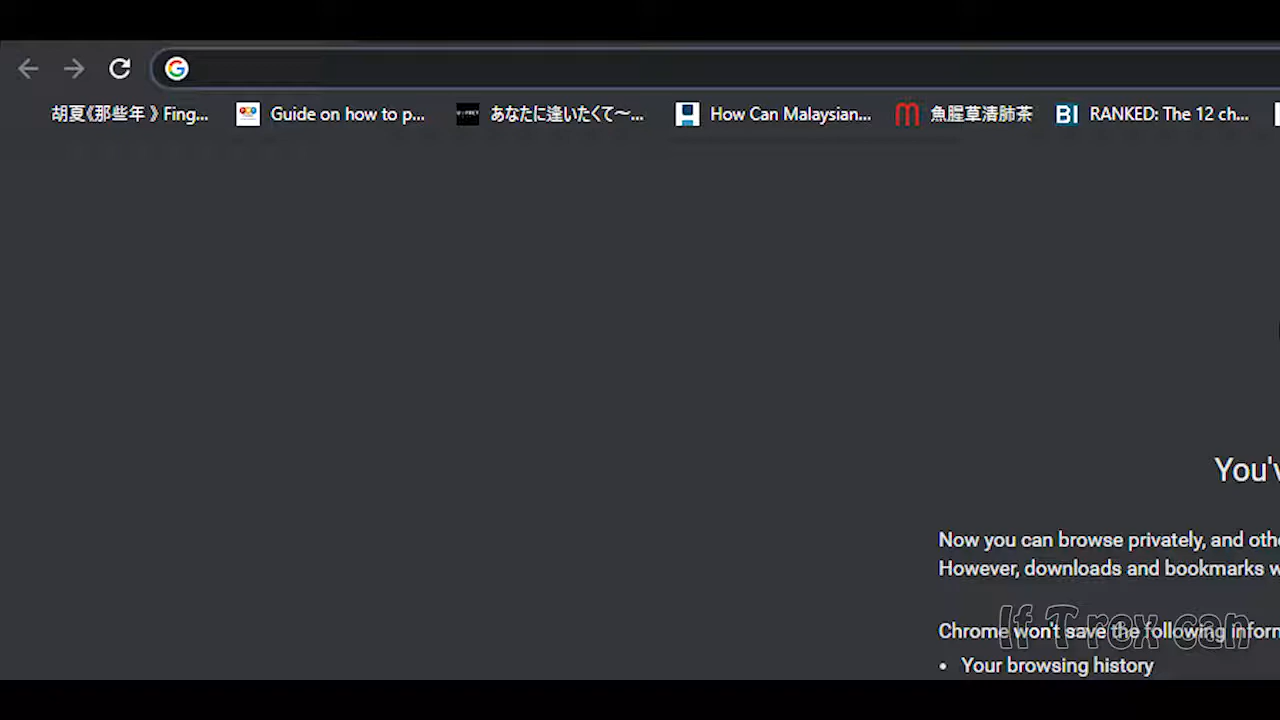 胡夏《那些年 》Fing...
Guide on how to p...
あなたに逢いたくて～...
How Can Malaysian...
魚腥草清肺茶
BI RANKED: The 12 ch...
You'v
Now you can browse privately, and othe
However, downloads and bookmarks w
Chrome won't save the following inforn
• Your browsing history
If T rex can